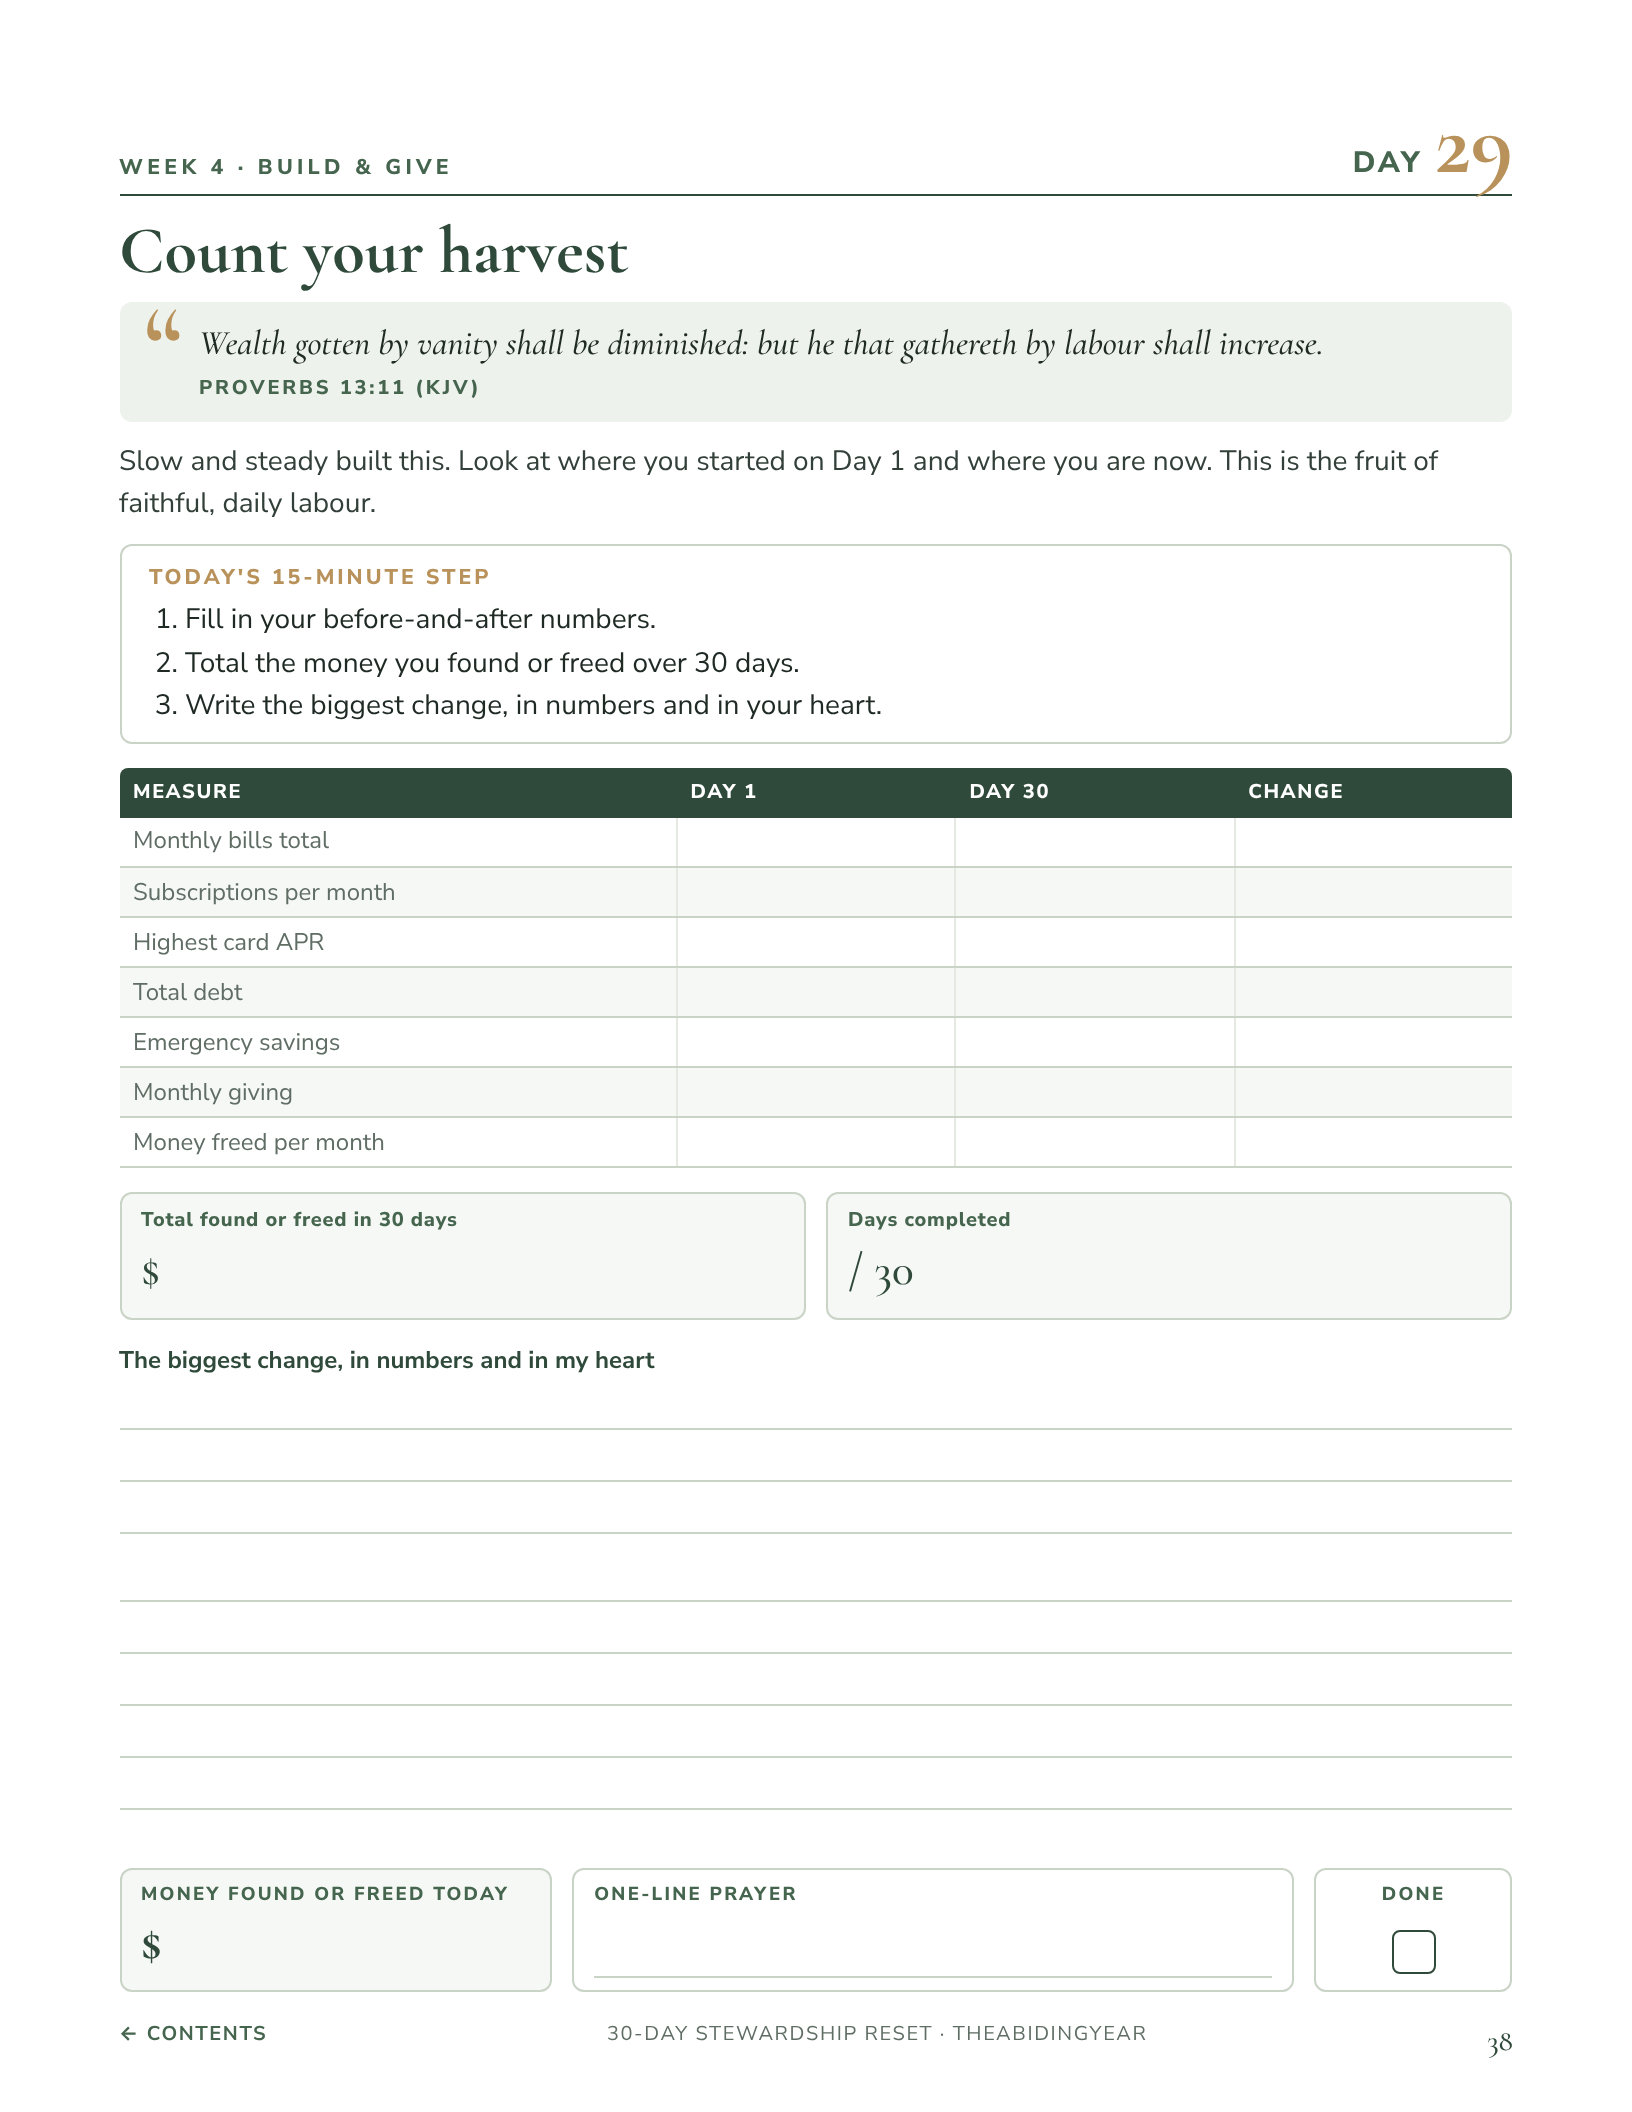 WEEK 4 · BUILD & GIVE
DAY 29
Count your harvest
“ Wealth gotten by vanity shall be diminished: but he that gathereth by labour shall increase.
PROVERBS 13:11 (KJV)
Slow and steady built this. Look at where you started on Day 1 and where you are now. This is the fruit of
faithful, daily labour.
TODAY'S 15-MINUTE STEP
1. Fill in your before-and-after numbers.
2. Total the money you found or freed over 30 days.
3. Write the biggest change, in numbers and in your heart.
MEASURE DAY 1 DAY 30 CHANGE
Monthly bills total
Subscriptions per month
Highest card APR
Total debt
Emergency savings
Monthly giving
Money freed per month
Total found or freed in 30 days
$
Days completed
/ 30
The biggest change, in numbers and in my heart
MONEY FOUND OR FREED TODAY
$
ONE-LINE PRAYER
DONE
← CONTENTS
30-DAY STEWARDSHIP RESET · THEABIDINGYEAR
38